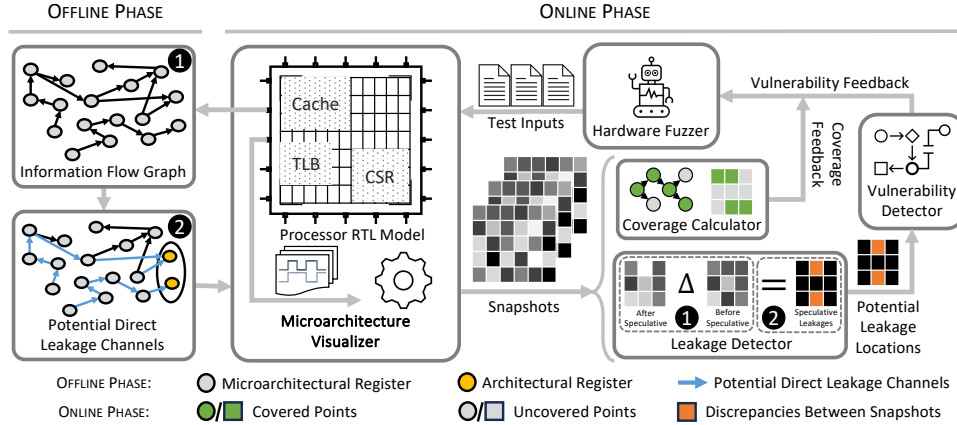 OFFLINE PHASE
ONLINE PHASE
1
Information Flow Graph
2
Potential Direct
Leakage Channels
Cache
TLB
CSR
Processor RTL Model
Microarchitecture
Visualizer
Test Inputs
Hardware Fuzzer
Vulnerability Feedback
Coverage
Feedback
Vulnerability
Detector
Snapshots
Coverage Calculator
After
Speculative
Δ
1
Before
Speculative
=
2
Speculative
Leakages
Leakage Detector
Potential
Leakage
Locations
OFFLINE PHASE: Microarchitectural Register Architectural Register Potential Direct Leakage Channels
ONLINE PHASE: / Covered Points / Uncovered Points Discrepancies Between Snapshots